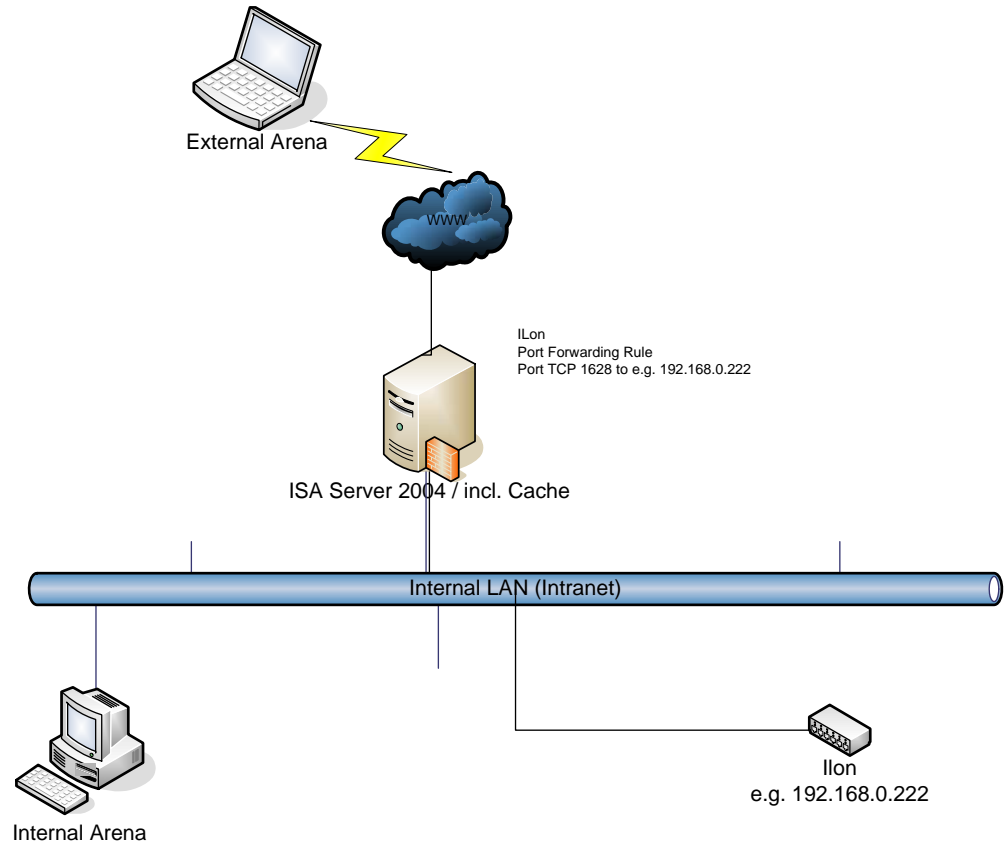 External Arena
www
ILon
Port Forwarding Rule
Port TCP 1628 to e.g. 192.168.0.222
ISA Server 2004 / incl. Cache
Internal LAN (Intranet)
Ilon
e.g. 192.168.0.222
Internal Arena